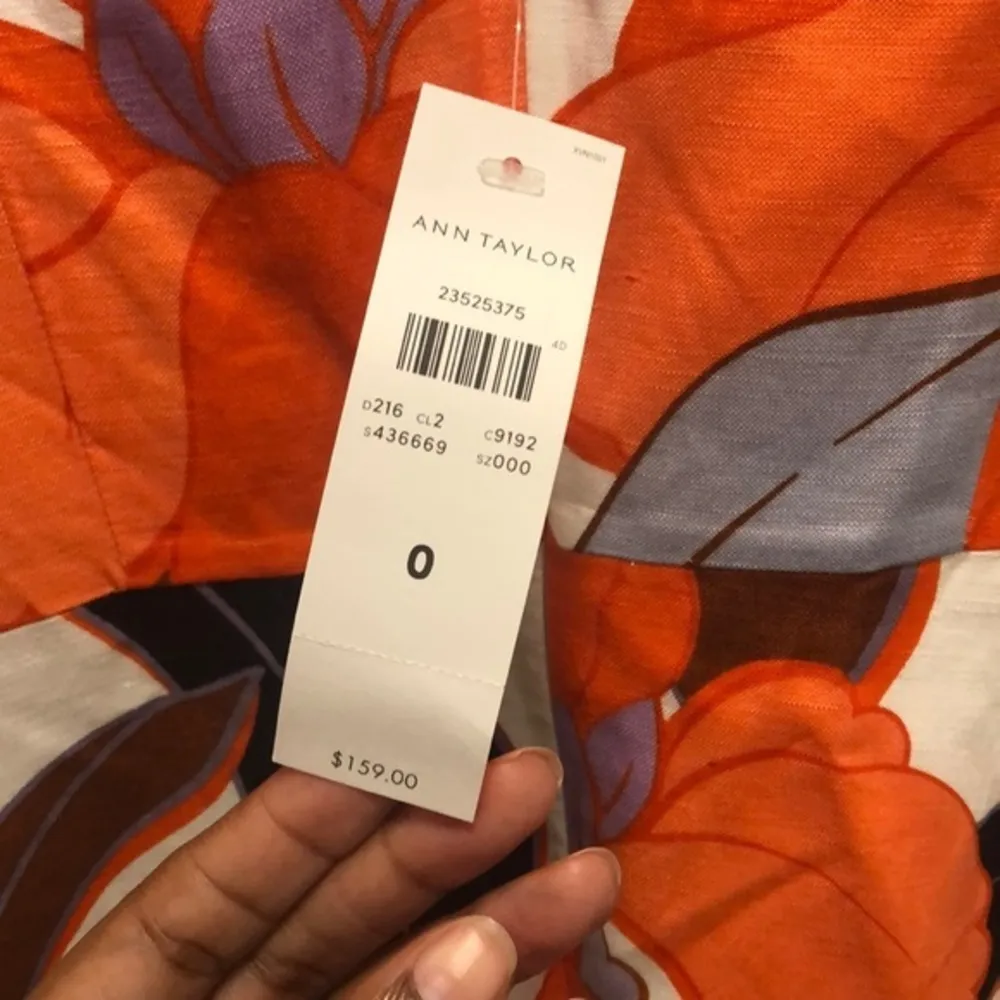 ANN TAYLOR
23525375
4D
D216 CL2 C9192
S436669 SZ000
0
$159.00